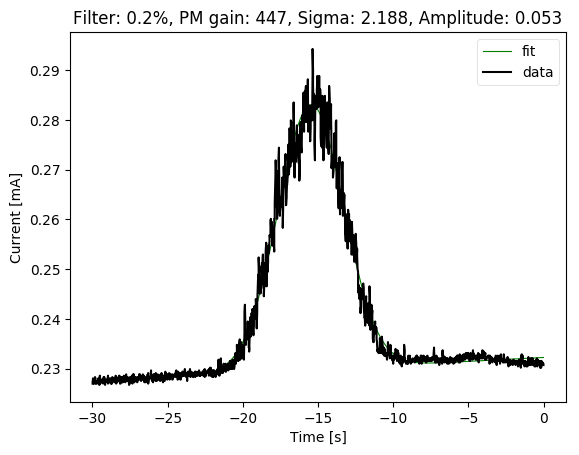 Filter: 0.2%, PM gain: 447, Sigma: 2.188, Amplitude: 0.053
fit
data
Current [mA]
0.29
0.28
0.27
0.26
0.25
0.24
0.23
−30 −25 −20 −15 −10 −5 0
Time [s]